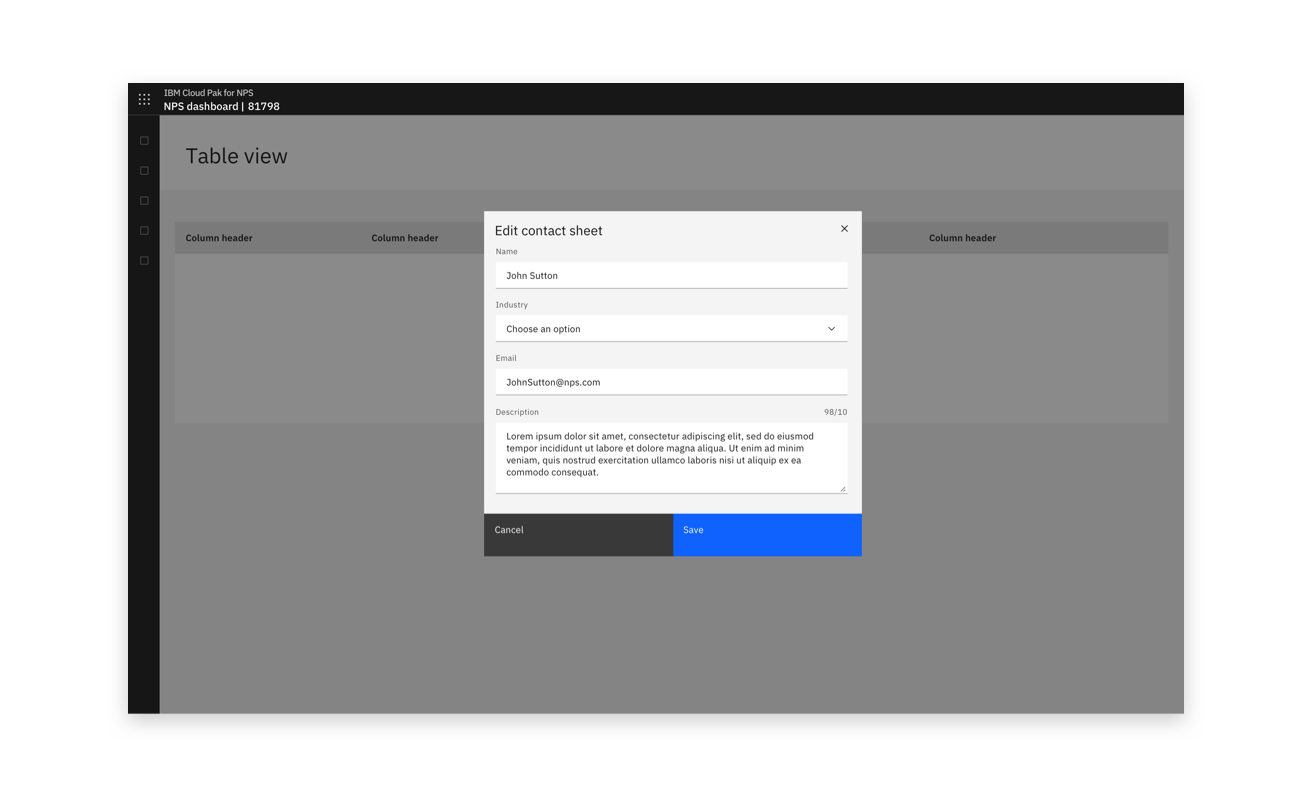 IBM Cloud Pak for NPS
NPS dashboard | 81798
Table view
Column header
Column header
Column header
Edit contact sheet
Name
John Sutton
Industry
Choose an option
Email
JohnSutton@nps.com
Description
98/10
Lorem ipsum dolor sit amet, consectetur adipiscing elit, sed do eiusmod
tempor incididunt ut labore et dolore magna aliqua. Ut enim ad minim
veniam, quis nostrud exercitation ullamco laboris nisi ut aliquip ex ea
commodo consequat.
Cancel
Save